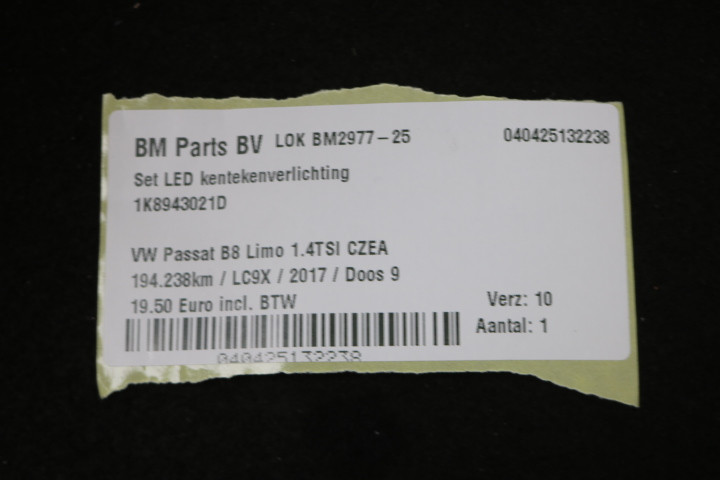 BM Parts BV LOK BM2977-25 040425132238
Set LED kentekenverlichting
1K8943021D
VW Passat B8 Limo 1.4TSI CZEA
194.238km / LC9X / 2017 / Doos 9
19.50 Euro incl. BTW Verz: 10
Aantal: 1
040425132238